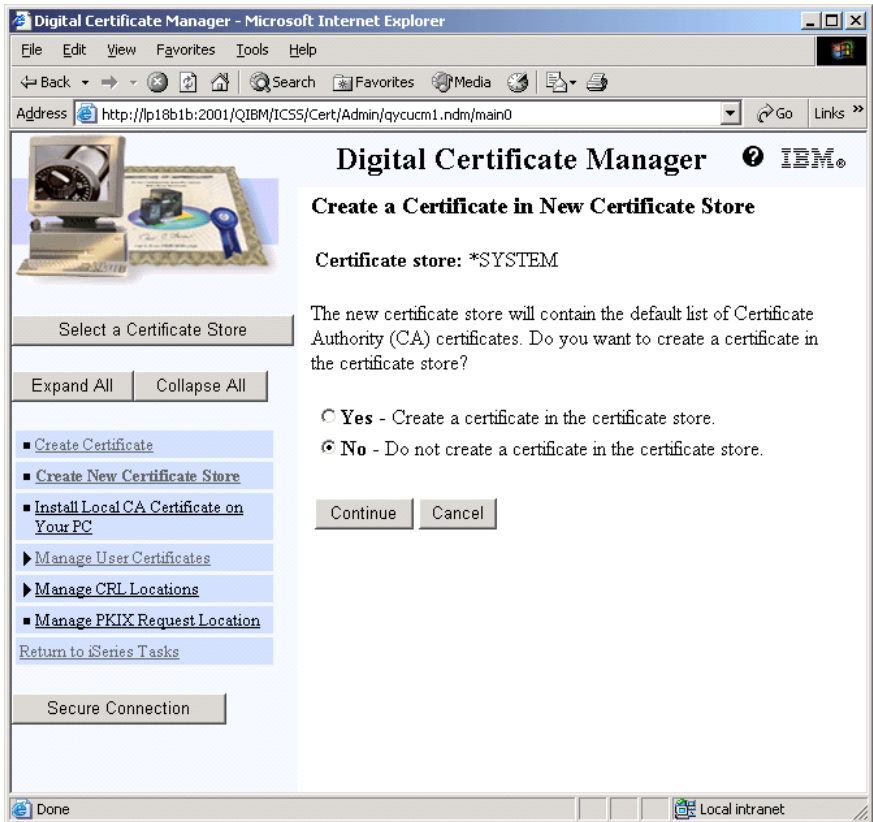 Digital Certificate Manager - Microsoft Internet Explorer
File Edit View Favorites Tools Help
Back Search Favorites Media
Address http://lp18b1b:2001/QIBM/ICSS/Cert/Admin/qycucm1.ndm/main0 Go Links »
Digital Certificate Manager ? IBM®
Select a Certificate Store
Expand All Collapse All
Create Certificate
Create New Certificate Store
Install Local CA Certificate on
Your PC
Manage User Certificates
Manage CRL Locations
Manage PKIX Request Location
Return to iSeries Tasks
Secure Connection
Create a Certificate in New Certificate Store
Certificate store: *SYSTEM
The new certificate store will contain the default list of Certificate
Authority (CA) certificates. Do you want to create a certificate in
the certificate store?
Yes - Create a certificate in the certificate store.
No - Do not create a certificate in the certificate store.
Continue Cancel
Done Local intranet